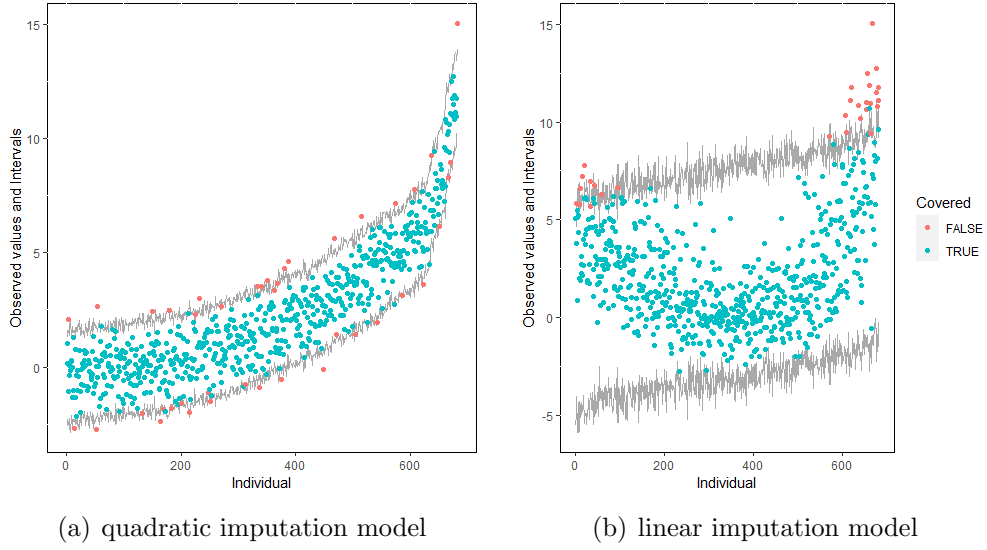 15
10
5
0
Observed values and Intervals
0
200
400
600
Individual
15
10
5
0
-5
Observed values and Intervals
0
200
400
600
Individual
Covered
FALSE
TRUE
(a) quadratic imputation model
(b) linear imputation model